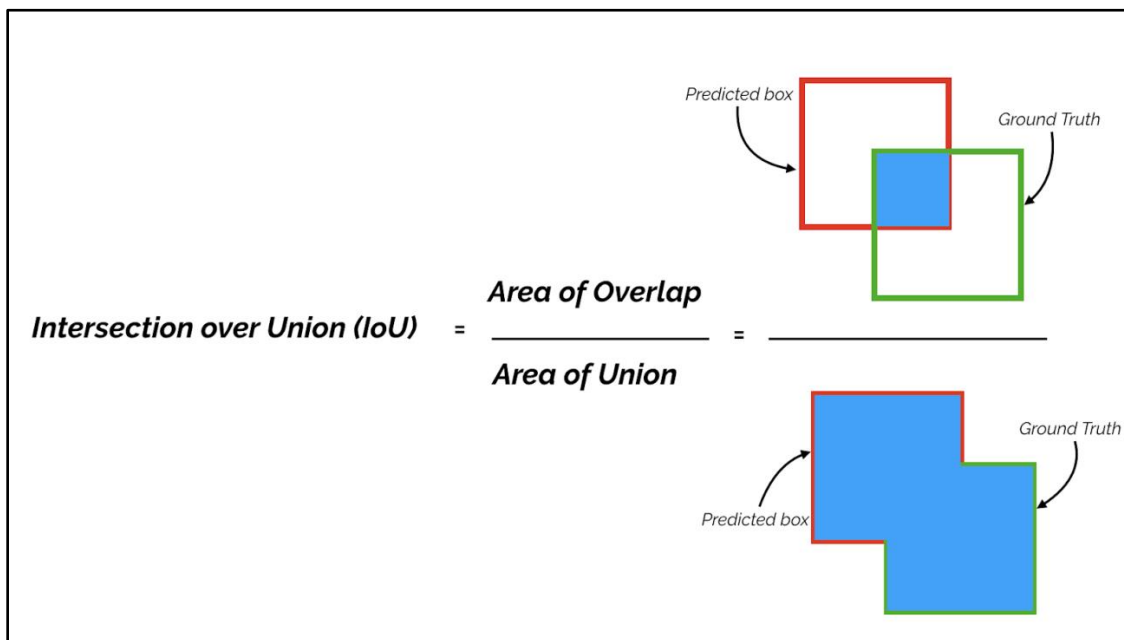 Predicted box
Ground Truth
Intersection over Union (IoU) = Area of Overlap =
Area of Union
Ground Truth
Predicted box